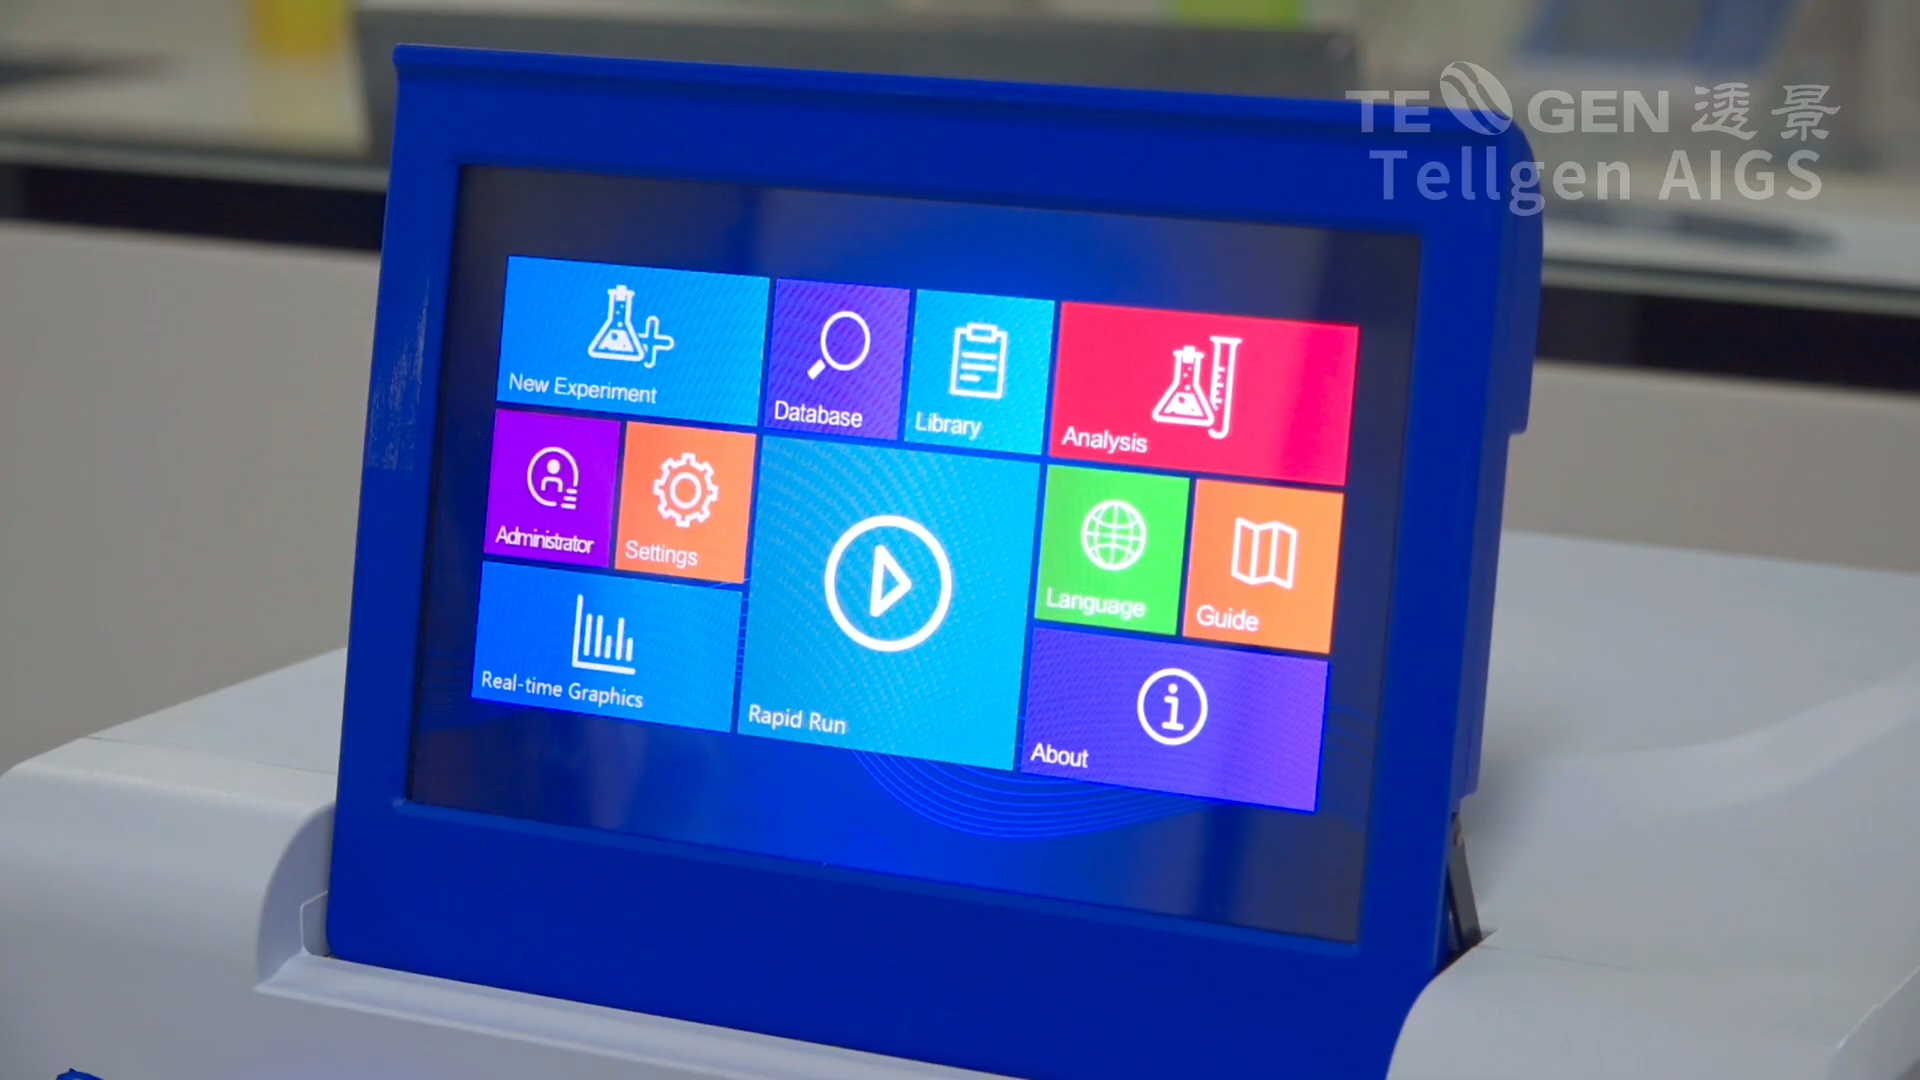 TELLGEN 透景
Tellgen AIGS
New Experiment
Database
Library
Analysis
Administrator
Settings
Language
Guide
Real-time Graphics
Rapid Run
About